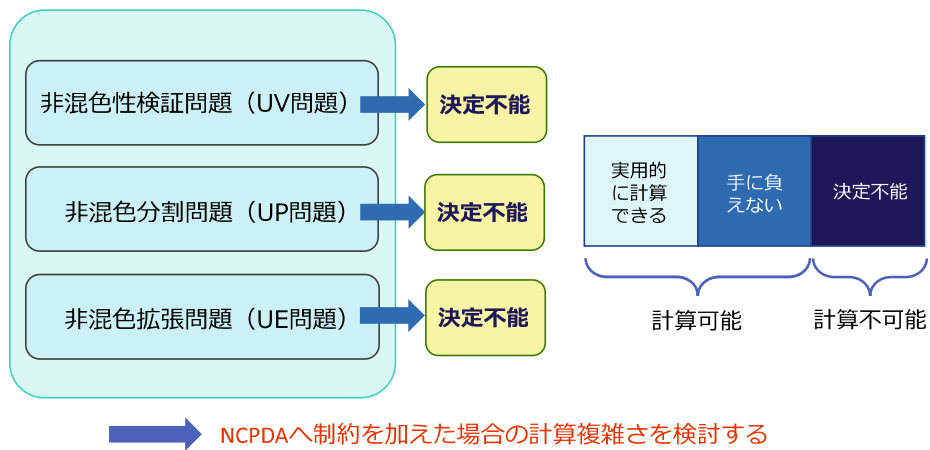 非混色性検証問題（UV問題）
決定不能
非混色分割問題（UP問題）
決定不能
非混色拡張問題（UE問題）
決定不能
実用的
に計算
できる
手に負
えない
決定不能
計算可能
計算不可能
NCPDAへ制約を加えた場合の計算複雑さを検討する